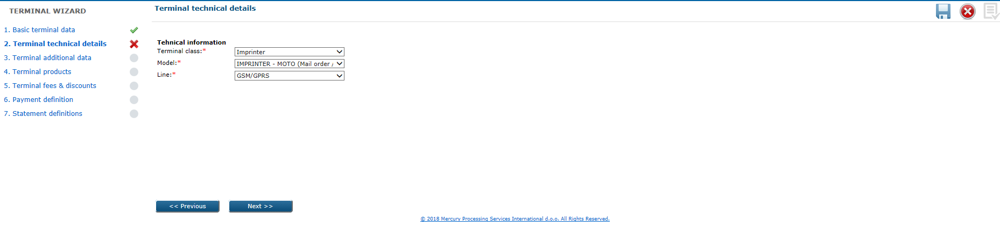 TERMINAL WIZARD
1. Basic terminal data
2. Terminal technical details
3. Terminal additional data
4. Terminal products
5. Terminal fees & discounts
6. Payment definition
7. Statement definitions
Terminal technical details
Tehnical information
Terminal class:* Imprinter
Model:* IMPRINTER - MOTO (Mail order /
Line:* GSM/GPRS
<< Previous Next >>
© 2018 Mercury Processing Services International d.o.o. All Rights Reserved.